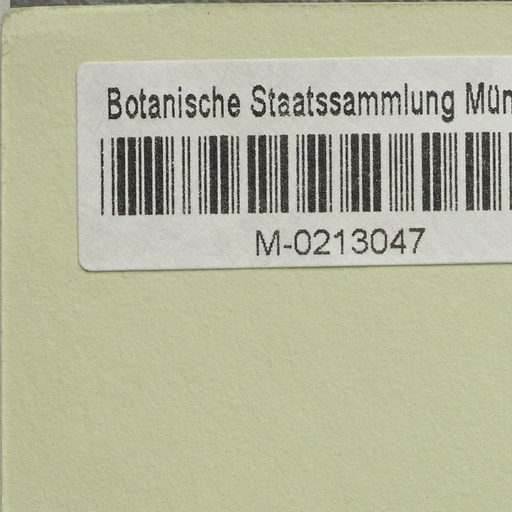 Botanische Staatssammlung Mün
M-0213047